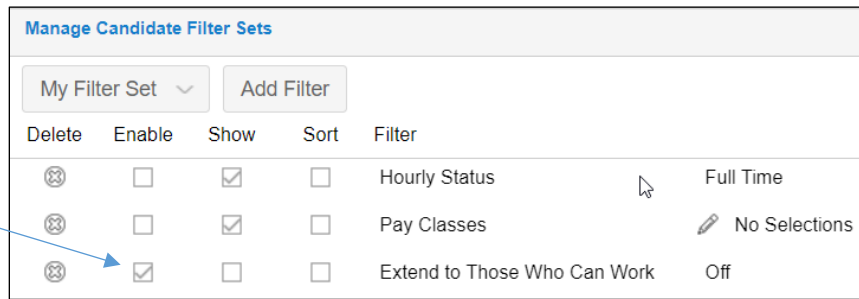 Manage Candidate Filter Sets
My Filter Set Add Filter
Delete Enable Show Sort Filter
Hourly Status Full Time
Pay Classes No Selections
Extend to Those Who Can Work Off